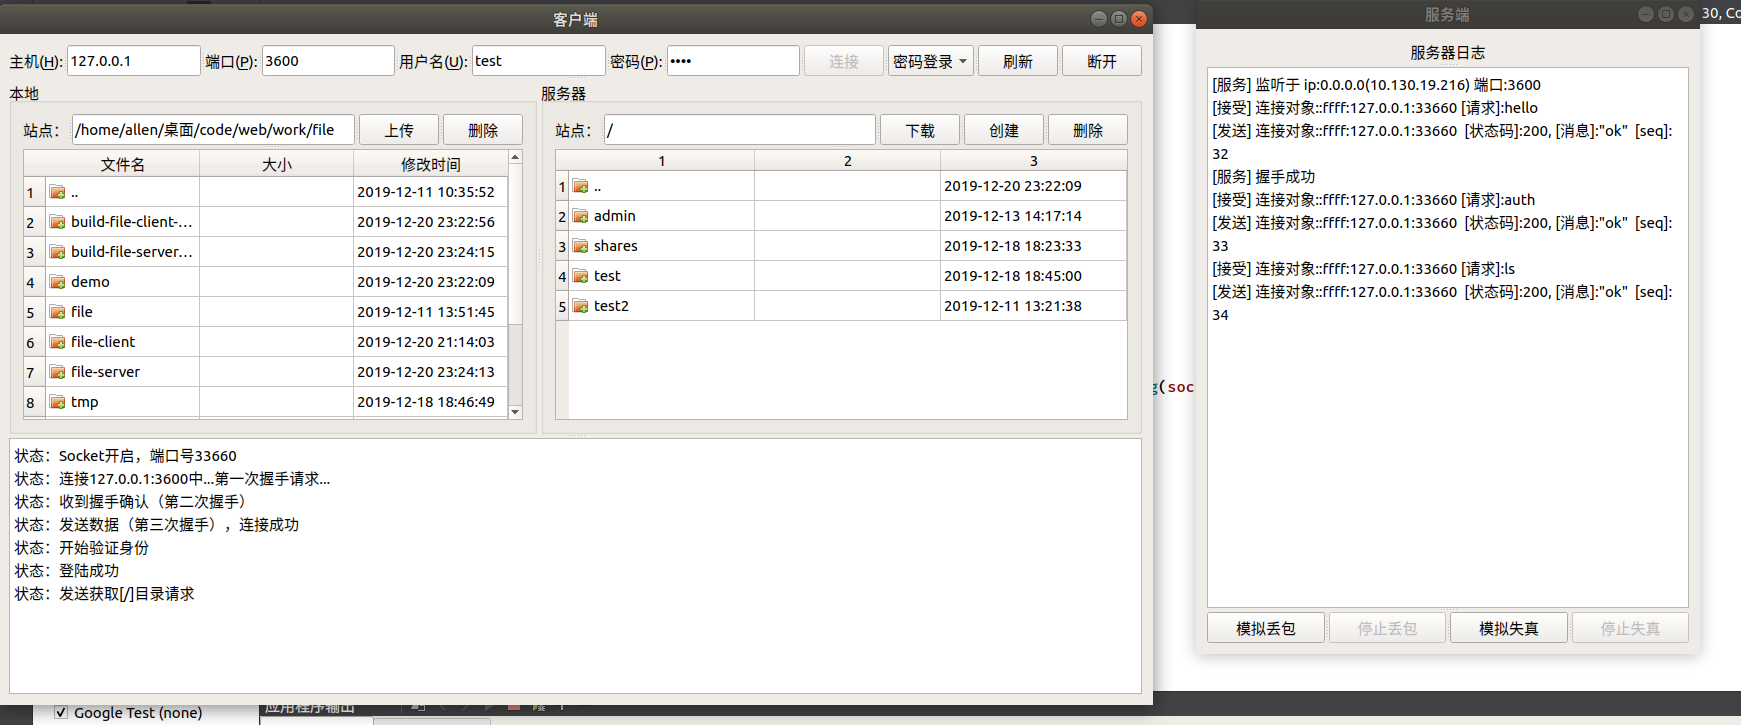 客户端
主机(H): 127.0.0.1 端口(P): 3600 用户名(U): test 密码(P): •••• 连接 密码登录 刷新 断开
本地
站点： /home/allen/桌面/code/web/work/file 上传 删除
文件名 大小 修改时间
1 .. 2019-12-11 10:35:52
2 build-file-client-... 2019-12-20 23:22:56
3 build-file-server... 2019-12-20 23:24:15
4 demo 2019-12-20 23:22:09
5 file 2019-12-11 13:51:45
6 file-client 2019-12-20 21:14:03
7 file-server 2019-12-20 23:24:13
8 tmp 2019-12-18 18:46:49
服务器
站点： / 下载 创建 删除
1 2 3
1 .. 2019-12-20 23:22:09
2 admin 2019-12-13 14:17:14
3 shares 2019-12-18 18:23:33
4 test 2019-12-18 18:45:00
5 test2 2019-12-11 13:21:38
状态：Socket开启，端口号33660
状态：连接127.0.0.1:3600中...第一次握手请求...
状态：收到握手确认（第二次握手）
状态：发送数据（第三次握手），连接成功
状态：开始验证身份
状态：登陆成功
状态：发送获取[/]目录请求
服务端
服务器日志
[服务] 监听于 ip:0.0.0.0(10.130.19.216) 端口:3600
[接受] 连接对象::ffff:127.0.0.1:33660 [请求]:hello
[发送] 连接对象::ffff:127.0.0.1:33660 [状态码]:200, [消息]:"ok" [seq]:
32
[服务] 握手成功
[接受] 连接对象::ffff:127.0.0.1:33660 [请求]:auth
[发送] 连接对象::ffff:127.0.0.1:33660 [状态码]:200, [消息]:"ok" [seq]:
33
[接受] 连接对象::ffff:127.0.0.1:33660 [请求]:ls
[发送] 连接对象::ffff:127.0.0.1:33660 [状态码]:200, [消息]:"ok" [seq]:
34
模拟丢包 停止丢包 模拟失真 停止失真
30, Co
g(soc
Google Test (none)
应用程序输出